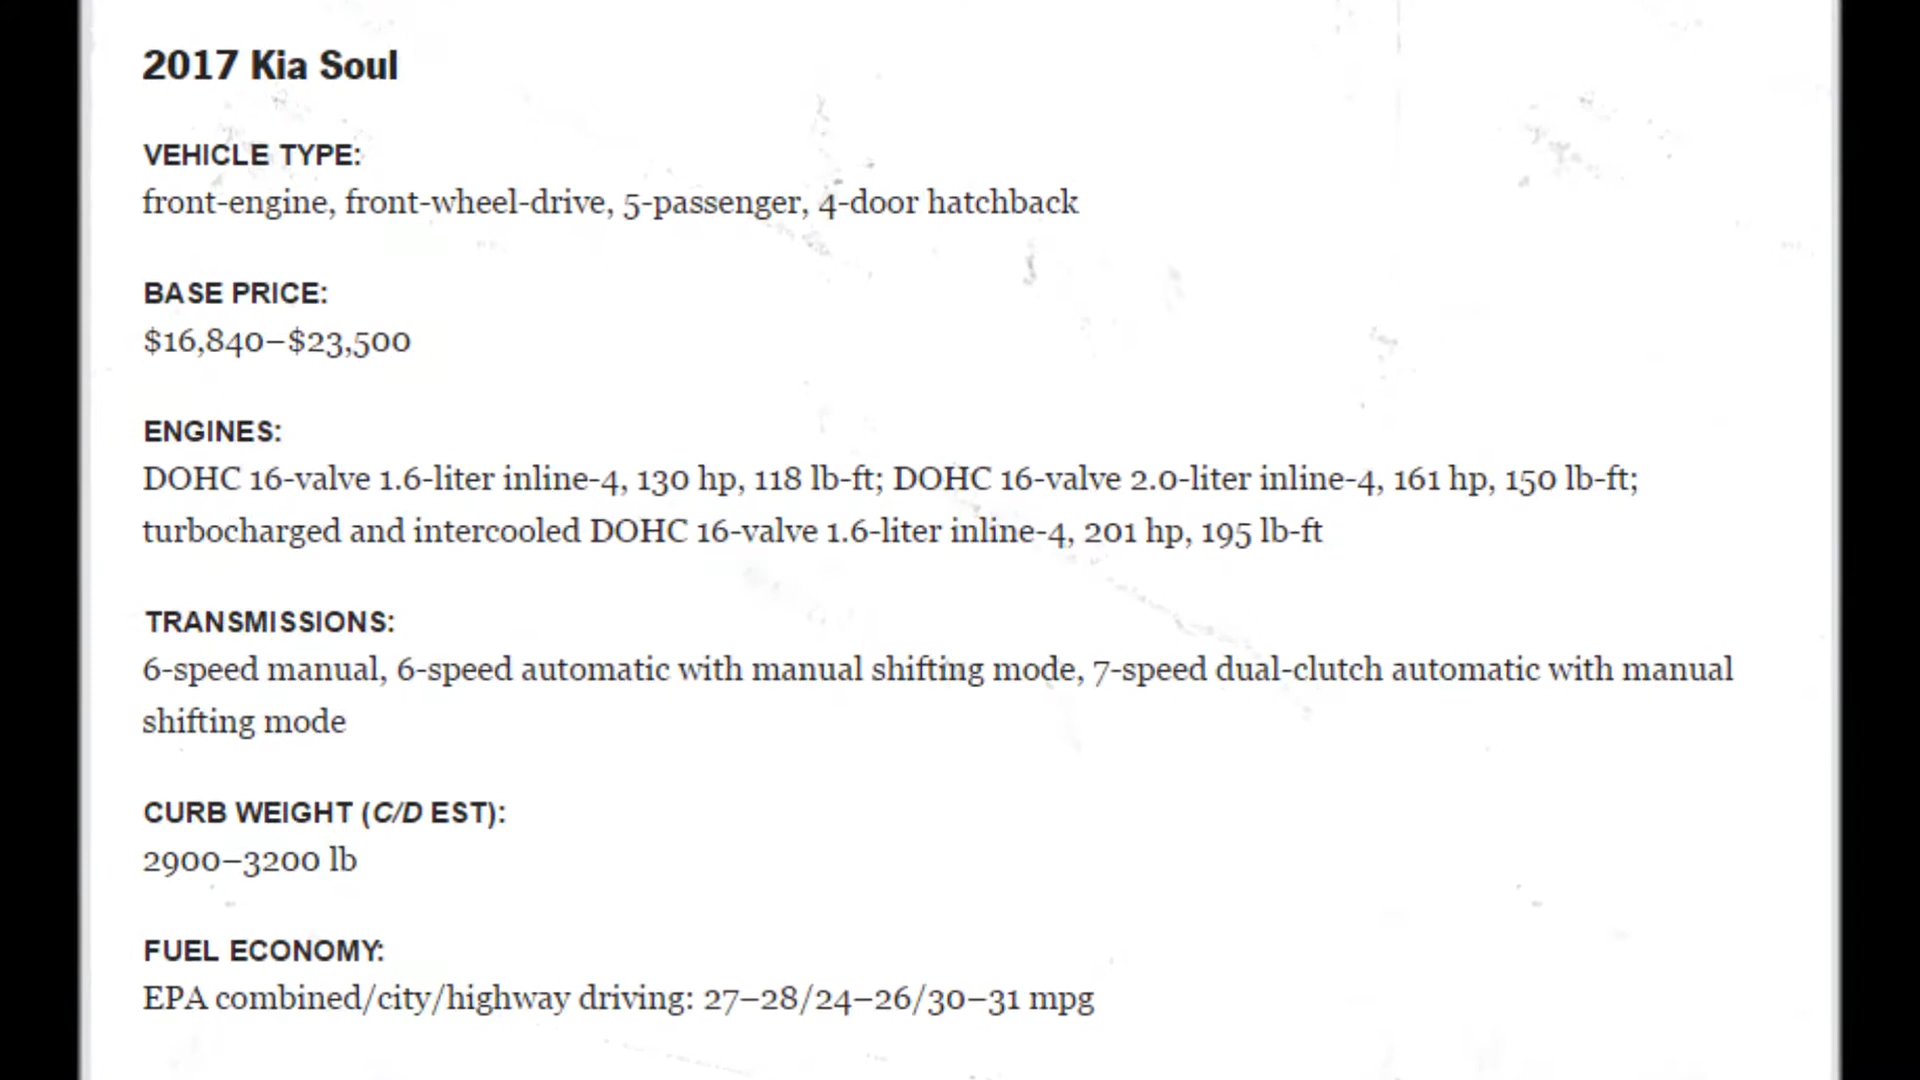 2017 Kia Soul
VEHICLE TYPE:
front-engine, front-wheel-drive, 5-passenger, 4-door hatchback
BASE PRICE:
$16,840–$23,500
ENGINES:
DOHC 16-valve 1.6-liter inline-4, 130 hp, 118 lb-ft; DOHC 16-valve 2.0-liter inline-4, 161 hp, 150 lb-ft;
turbocharged and intercooled DOHC 16-valve 1.6-liter inline-4, 201 hp, 195 lb-ft
TRANSMISSIONS:
6-speed manual, 6-speed automatic with manual shifting mode, 7-speed dual-clutch automatic with manual
shifting mode
CURB WEIGHT (C/D EST):
2900–3200 lb
FUEL ECONOMY:
EPA combined/city/highway driving: 27–28/24–26/30–31 mpg